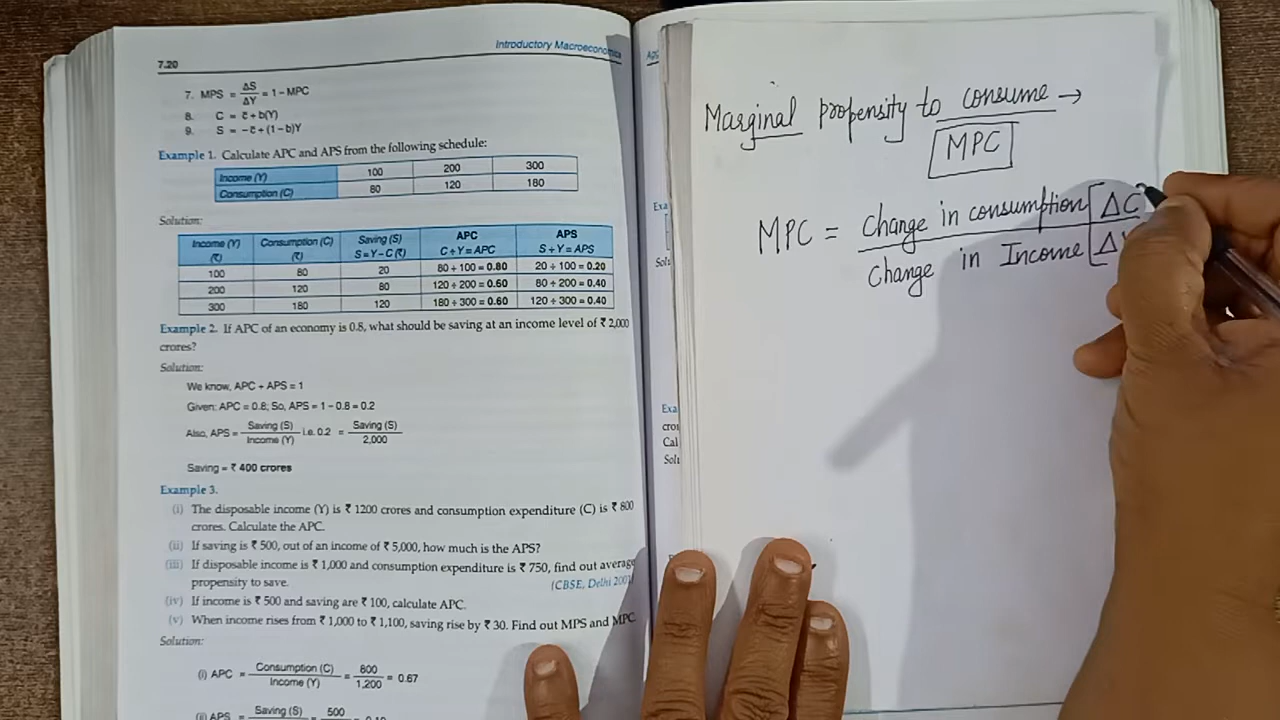 7.20
Introductory Macroeconomics
7. MPS = ΔS/ΔY = 1 – MPC
8. C = c̄ + b(Y)
9. S = –c̄ + (1–b)Y
Example 1. Calculate APC and APS from the following schedule:
Income (Y) 100 200 300
Consumption (C) 80 120 180
Solution:
Income (Y) (₹) Consumption (C) (₹) Saving (S) S = Y – C (₹) APC C ÷ Y = APC APS S ÷ Y = APS
100 80 20 80 ÷ 100 = 0.80 20 ÷ 100 = 0.20
200 120 80 120 ÷ 200 = 0.60 80 ÷ 200 = 0.40
300 180 120 180 ÷ 300 = 0.60 120 ÷ 300 = 0.40
Example 2. If APC of an economy is 0.8, what should be saving at an income level of ₹ 2,000
crores?
Solution:
We know, APC + APS = 1
Given: APC = 0.8; So, APS = 1 – 0.8 = 0.2
Also, APS = Saving (S)/Income (Y) i.e. 0.2 = Saving (S)/2,000
Saving = ₹ 400 crores
Example 3.
(i) The disposable income (Y) is ₹ 1200 crores and consumption expenditure (C) is ₹ 800
crores. Calculate the APC.
(ii) If saving is ₹ 500, out of an income of ₹ 5,000, how much is the APS?
(iii) If disposable income is ₹ 1,000 and consumption expenditure is ₹ 750, find out average
propensity to save. (CBSE, Delhi 2001)
(iv) If income is ₹ 500 and saving are ₹ 100, calculate APC.
(v) When income rises from ₹ 1,000 to ₹ 1,100, saving rise by ₹ 30. Find out MPS and MPC.
Solution:
(i) APC = Consumption (C)/Income (Y) = 800/1,200 = 0.67
(ii) APS = Saving (S) 500
Marginal propensity to consume →
MPC
MPC = Change in consumption [ΔC
Change in Income [ΔY